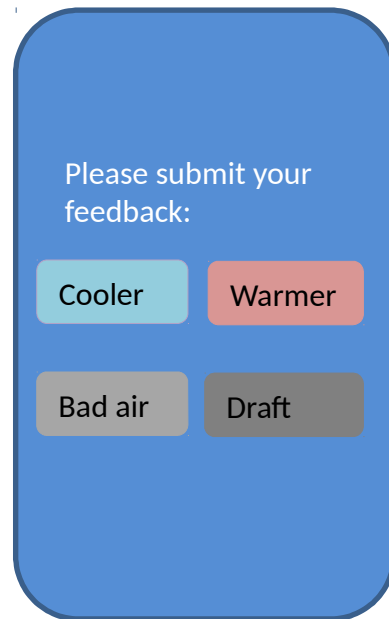 Please submit your
feedback:
Cooler
Warmer
Bad air
Draft